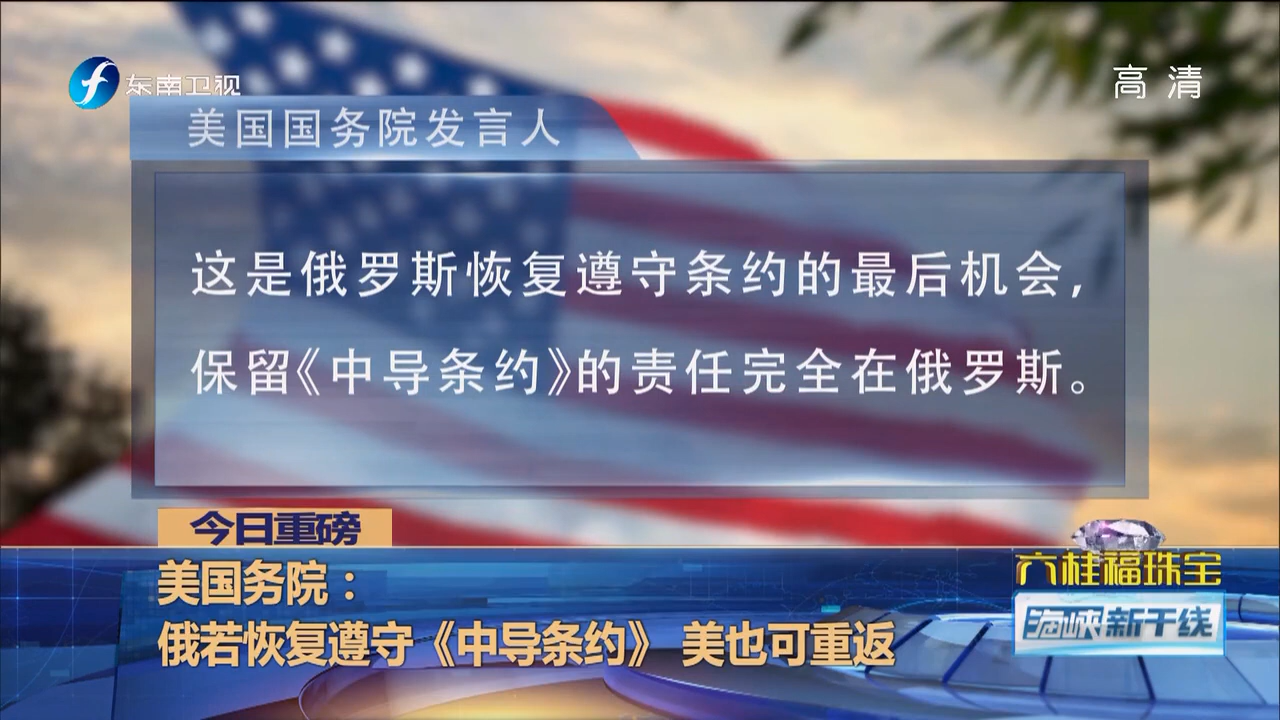 东南卫视
高清
美国国务院发言人
这是俄罗斯恢复遵守条约的最后机会,
保留《中导条约》的责任完全在俄罗斯。
今日重磅
美国务院：
俄若恢复遵守《中导条约》 美也可重返
六桂福珠宝
海峡新干线